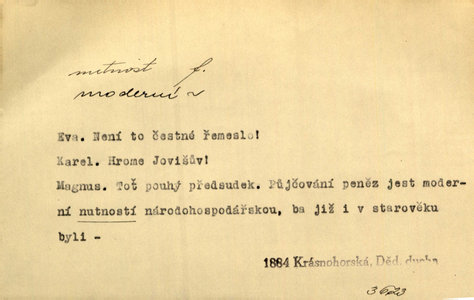 nutnost f.
moderní ~
Eva. Není to čestné řemeslo!
Karel. Hrome Jovišův!
Magnus. Toť pouhý předsudek. Půjčování peněz jest moder-
ní nutností národohospodářskou, ba již i v starověku
byli -
1884 Krásnohorská, Děd. ducha